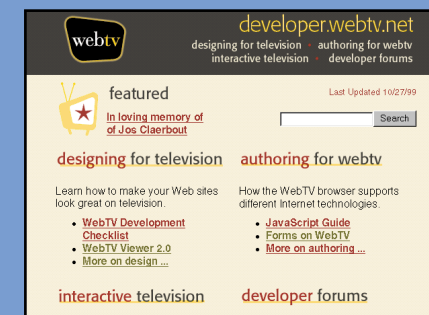 webtv
developer.webtv.net
designing for television • authoring for webtv
interactive television • developer forums
featured
In loving memory of
of Jos Claerbout
Last Updated 10/27/99
Search
designing for television
Learn how to make your Web sites
look great on television.
• WebTV Development
Checklist
• WebTV Viewer 2.0
• More on design ...
authoring for webtv
How the WebTV browser supports
different Internet technologies.
• JavaScript Guide
• Forms on WebTV
• More on authoring ...
interactive television
developer forums